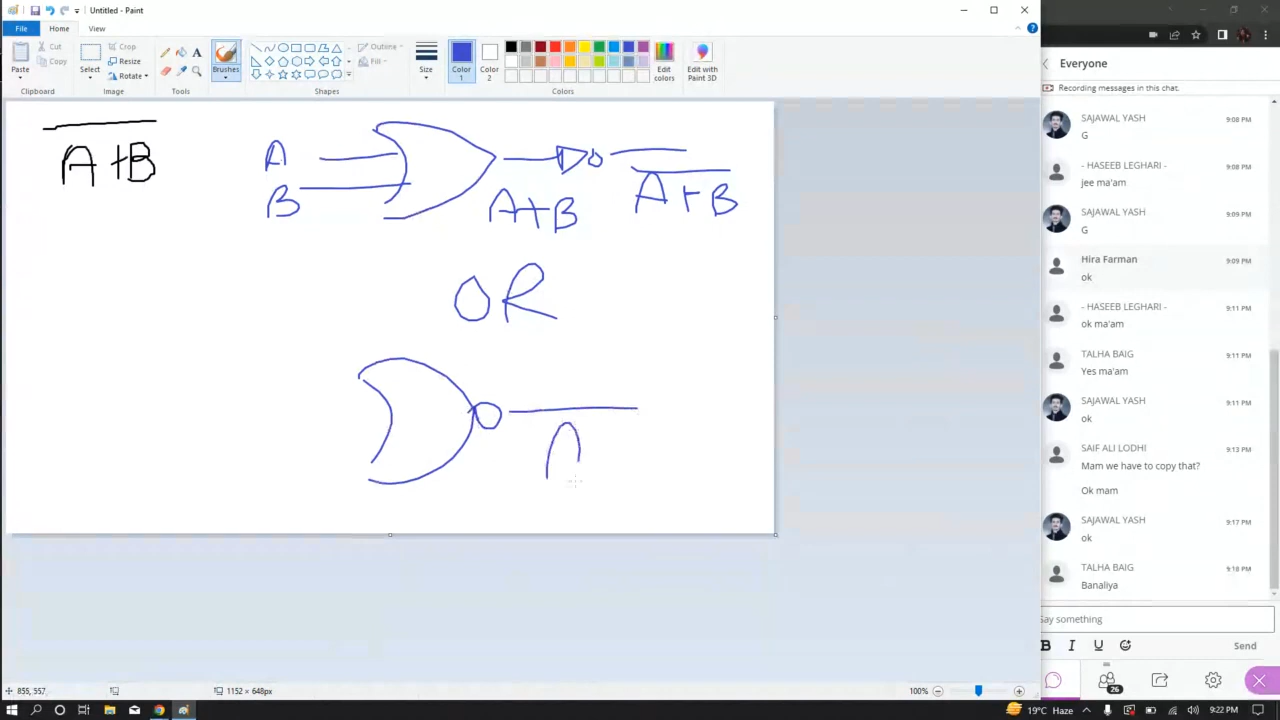 Untitled - Paint
File Home View
Paste
Cut
Copy
Clipboard
Select
Crop
Resize
Rotate
Image
Tools
Brushes
Outline
Fill
Shapes
Size
Color 1
Color 2
Edit colors
Edit with Paint 3D
Colors
A+B
A
B
A+B
A+B
OR
Everyone
Recording messages in this chat.
SAJAWAL YASH 9:08 PM
G
- HASEEB LEGHARI - 9:09 PM
jee ma'am
SAJAWAL YASH 9:09 PM
G
Hira Farman 9:09 PM
ok
- HASEEB LEGHARI - 9:11 PM
ok ma'am
TALHA BAIG 9:11 PM
Yes ma'am
SAJAWAL YASH 9:11 PM
ok
SAIF ALI LODHI 9:13 PM
Mam we have to copy that?
Ok mam
SAJAWAL YASH 9:17 PM
ok
TALHA BAIG 9:18 PM
Banaliya
Say something
B I U Send
26
855, 557px
1152 × 648px
100%
19°C Haze 9:22 PM